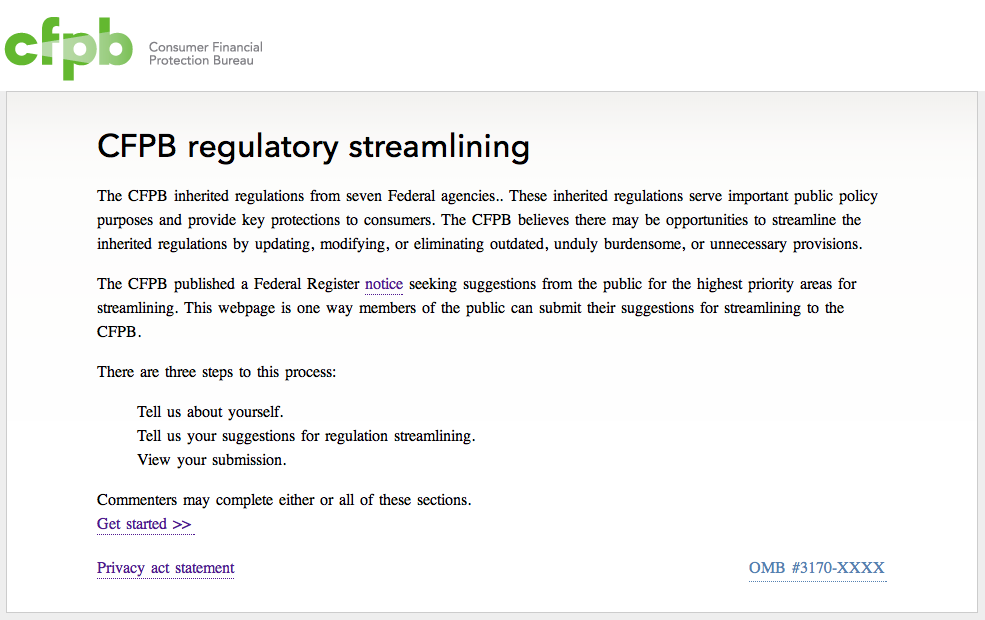 cfpb
Consumer Financial
Protection Bureau
CFPB regulatory streamlining
The CFPB inherited regulations from seven Federal agencies.. These inherited regulations serve important public policy
purposes and provide key protections to consumers. The CFPB believes there may be opportunities to streamline the
inherited regulations by updating, modifying, or eliminating outdated, unduly burdensome, or unnecessary provisions.
The CFPB published a Federal Register notice seeking suggestions from the public for the highest priority areas for
streamlining. This webpage is one way members of the public can submit their suggestions for streamlining to the
CFPB.
There are three steps to this process:
Tell us about yourself.
Tell us your suggestions for regulation streamlining.
View your submission.
Commenters may complete either or all of these sections.
Get started >>
Privacy act statement
OMB #3170-XXXX